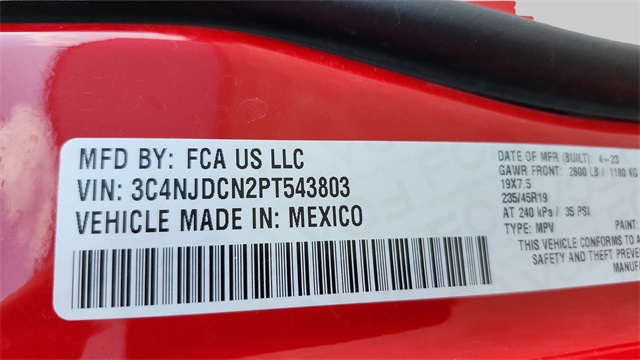 MFD BY: FCA US LLC
VIN: 3C4NJDCN2PT543803
VEHICLE MADE IN: MEXICO
DATE OF MFR (BUILT): 4-23
GAWR FRONT: 2600 LB / 1180 KG
19X7.5
235/45R19
AT 240 kPa / 35 PSI
TYPE: MPV PAINT:
THIS VEHICLE CONFORMS TO A
SAFETY AND THEFT PREVE
MANUF